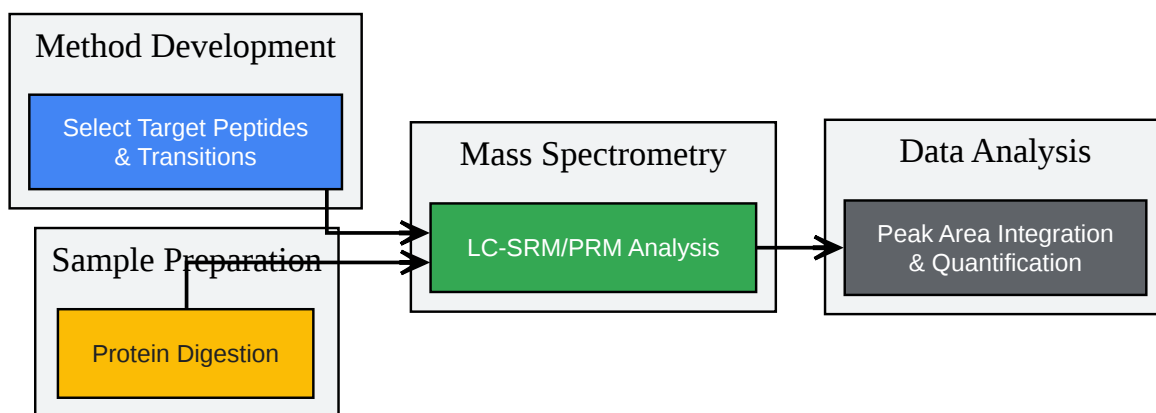 Method Development
Select Target Peptides
& Transitions
Sample Preparation
Protein Digestion
Mass Spectrometry
LC-SRM/PRM Analysis
Data Analysis
Peak Area Integration
& Quantification